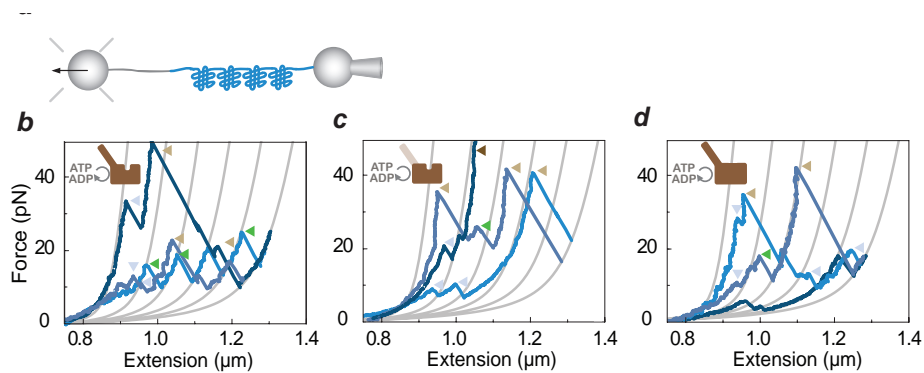 b
c
d
ATP
ADP
ATP
ADP
ATP
ADP
Force (pN)
40
20
0
40
20
0
40
20
0
0.8 1.0 1.2 1.4
0.8 1.0 1.2 1.4
0.8 1.0 1.2 1.4
Extension (µm)
Extension (µm)
Extension (µm)